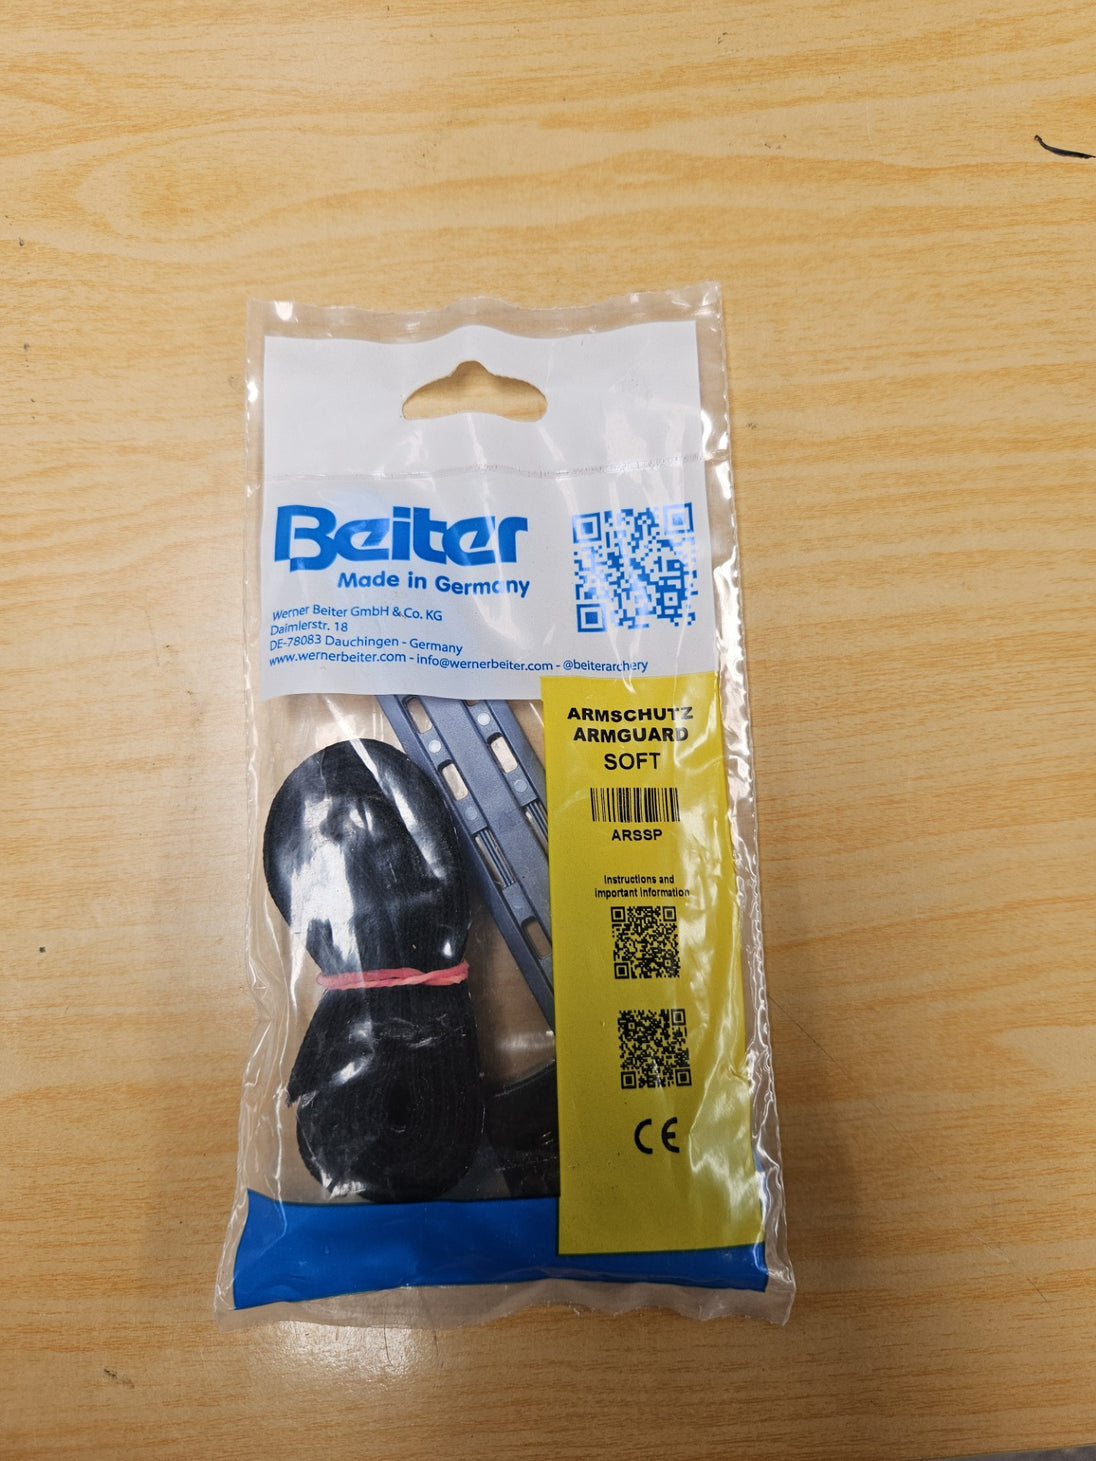 Beiter
Made in Germany
Werner Beiter GmbH & Co. KG
Daimlerstr. 18
DE-78083 Dauchingen - Germany
www.wernerbeiter.com - info@wernerbeiter.com - @beiterarchery
ARMSCHUTZ
ARMGUARD
SOFT
ARSSP
Instructions and
important information
CE